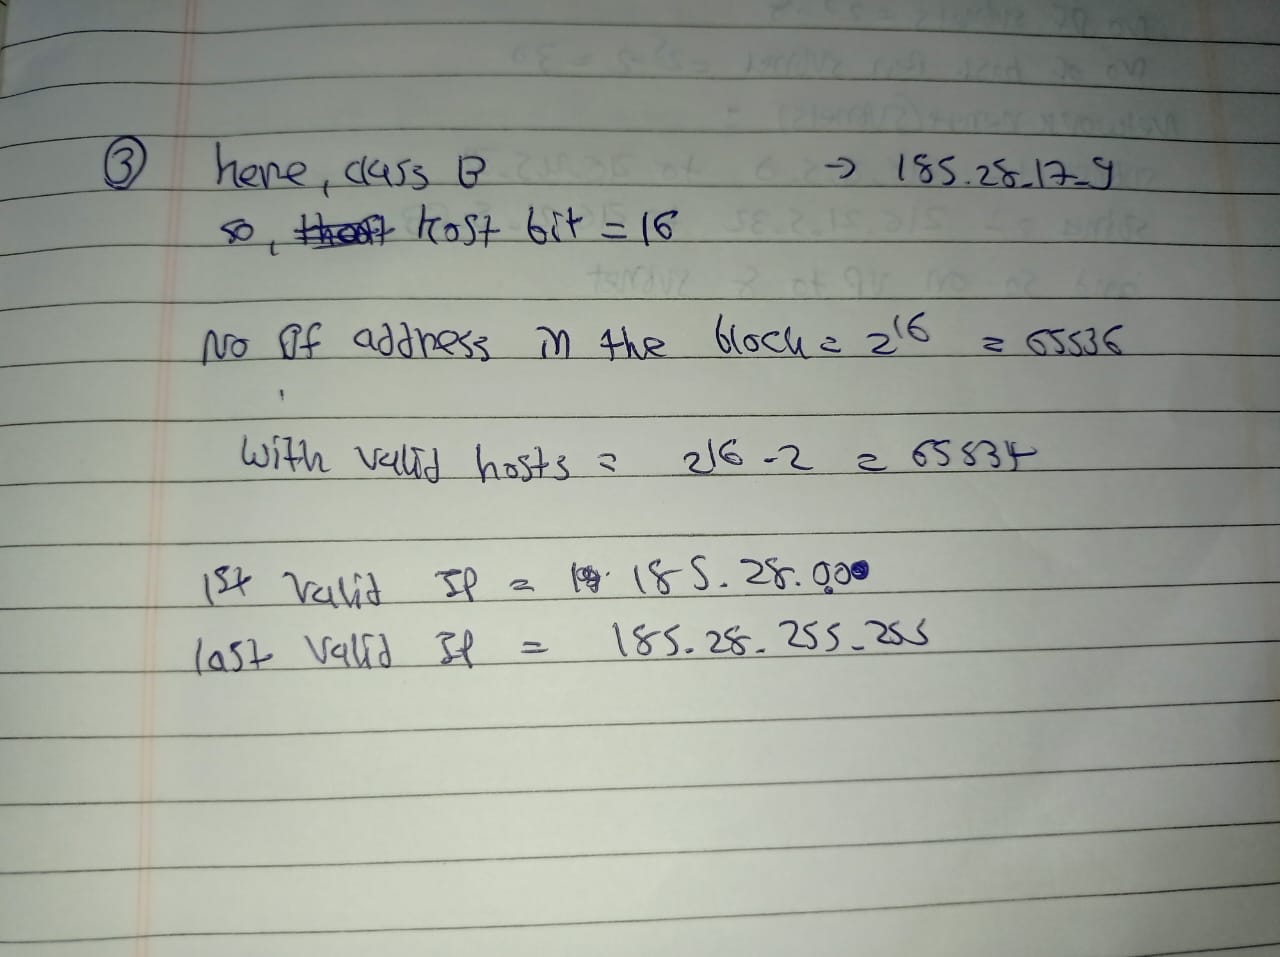 ③ here, class B → 185.28.17.9
so, host bit = 16
No of address in the block = 2^16 = 65536
With valid hosts = 216 - 2 = 65534
1st valid IP = 185.28.0.0
last valid IP = 185.28.255.255